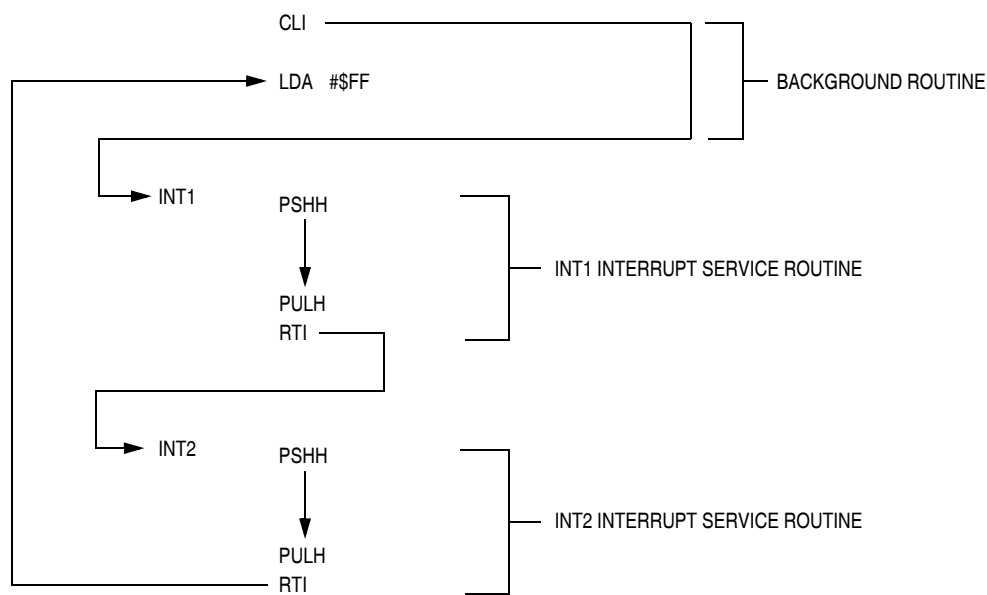 CLI
LDA #$FF
BACKGROUND ROUTINE
INT1
PSHH
INT1 INTERRUPT SERVICE ROUTINE
PULH
RTI
INT2
PSHH
INT2 INTERRUPT SERVICE ROUTINE
PULH
RTI